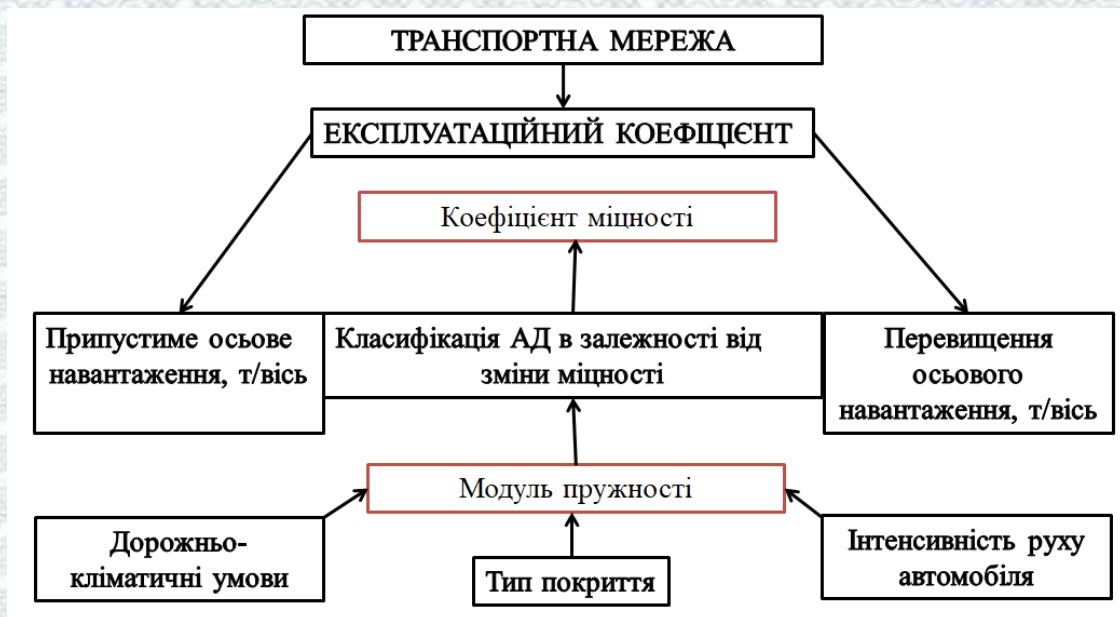 ТРАНСПОРТНА МЕРЕЖА
ЕКСПЛУАТАЦІЙНИЙ КОЕФІЦІЄНТ
Коефіцієнт міцності
Припустиме осьове
навантаження, т/вісь
Класифікація АД в залежності від
зміни міцності
Перевищення
осьового
навантаження, т/вісь
Модуль пружності
Дорожньо-
кліматичні умови
Тип покриття
Інтенсивність руху
автомобіля